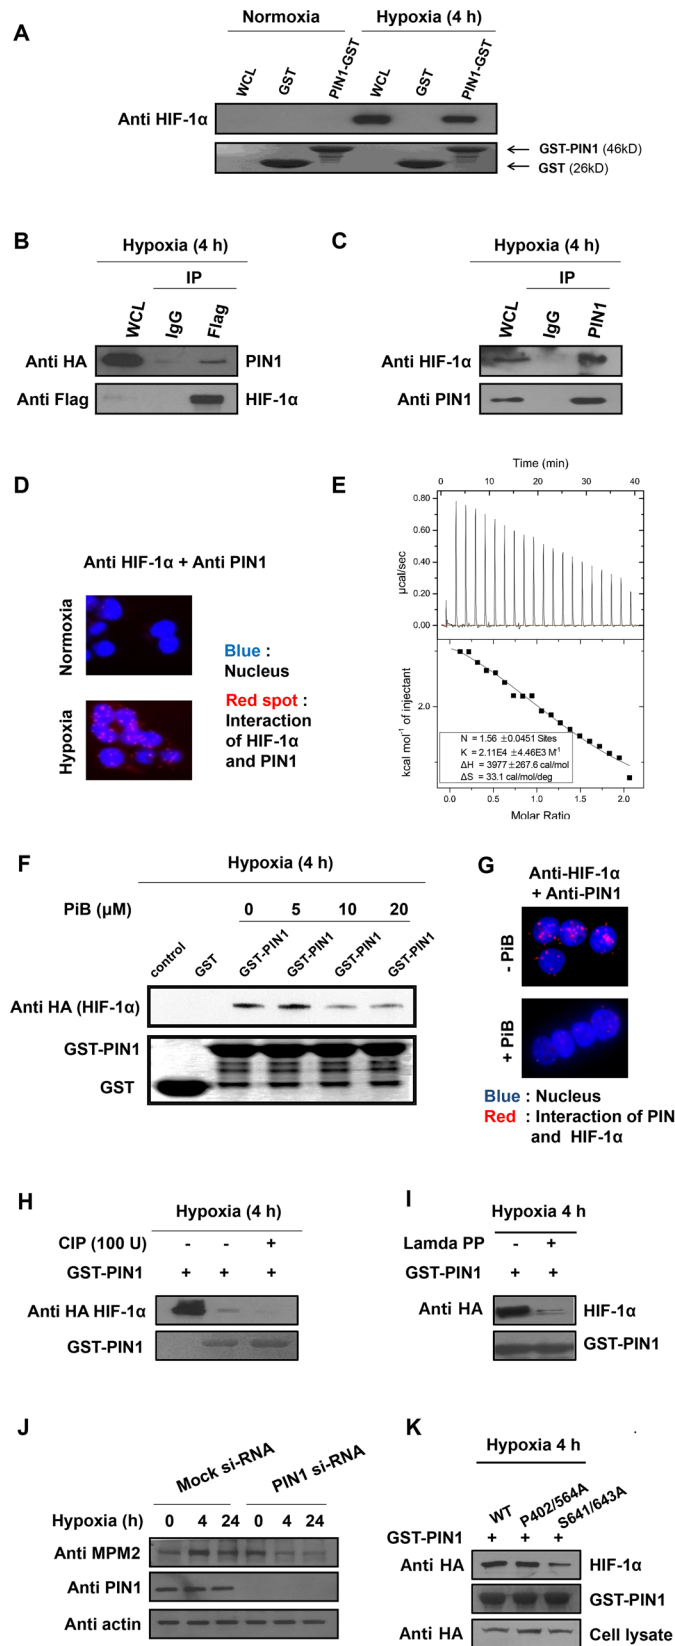 A
Normoxia Hypoxia (4 h)
WCL GST PIN1-GST WCL GST PIN1-GST
Anti HIF-1α
GST-PIN1 (46kD)
GST (26kD)
B
Hypoxia (4 h)
IP
WCL IgG Flag
Anti HA PIN1
Anti Flag HIF-1α
C
Hypoxia (4 h)
IP
WCL IgG PIN1
Anti HIF-1α
Anti PIN1
D
Anti HIF-1α + Anti PIN1
Normoxia
Hypoxia
Blue :
Nucleus
Red spot :
Interaction
of HIF-1α
and PIN1
E
Time (min)
0 10 20 30 40
0.80
0.60
0.40
0.20
0.00
µcal/sec
2.0
kcal mol⁻¹ of injectant
N = 1.56 ±0.0451 Sites
K = 2.11E4 ±4.46E3 M⁻¹
ΔH = 3977±267.6 cal/mol
ΔS = 33.1 cal/mol/deg
0.0 0.5 1.0 1.5 2.0
Molar Ratio
F
Hypoxia (4 h)
PiB (µM) 0 5 10 20
control GST GST-PIN1 GST-PIN1 GST-PIN1 GST-PIN1
Anti HA (HIF-1α)
GST-PIN1
GST
G
Anti-HIF-1α
+ Anti-PIN1
- PiB
+ PiB
Blue : Nucleus
Red : Interaction of PIN
and HIF-1α
H
Hypoxia (4 h)
CIP (100 U) - - +
GST-PIN1 + + +
Anti HA HIF-1α
GST-PIN1
I
Hypoxia 4 h
Lamda PP - +
GST-PIN1 + +
Anti HA HIF-1α
GST-PIN1
J
Mock si-RNA PIN1 si-RNA
Hypoxia (h) 0 4 24 0 4 24
Anti MPM2
Anti PIN1
Anti actin
K
Hypoxia 4 h
WT P402/564A S641/643A
GST-PIN1 + + +
Anti HA HIF-1α
GST-PIN1
Anti HA Cell lysate